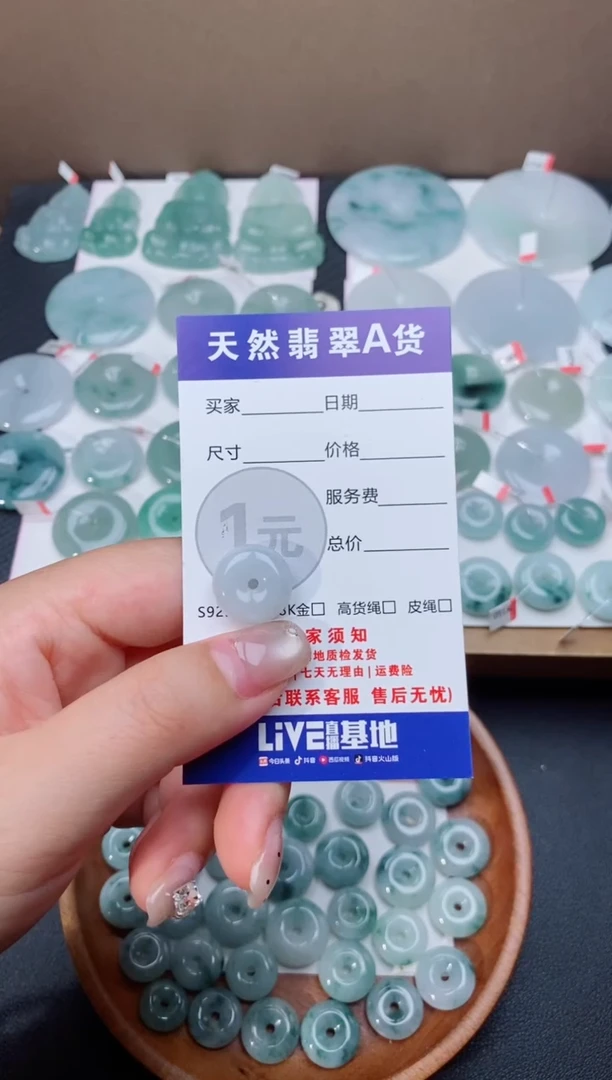 天然翡翠A货
买家________日期________
尺寸________价格________
服务费________
1元
总价________
S92 K金□ 高货绳□ 皮绳□
家须知
地质检发货
|七天无理由|运费险
联系客服 售后无忧)
LiVE直播基地
今日头条 抖音 西瓜视频 抖音火山版